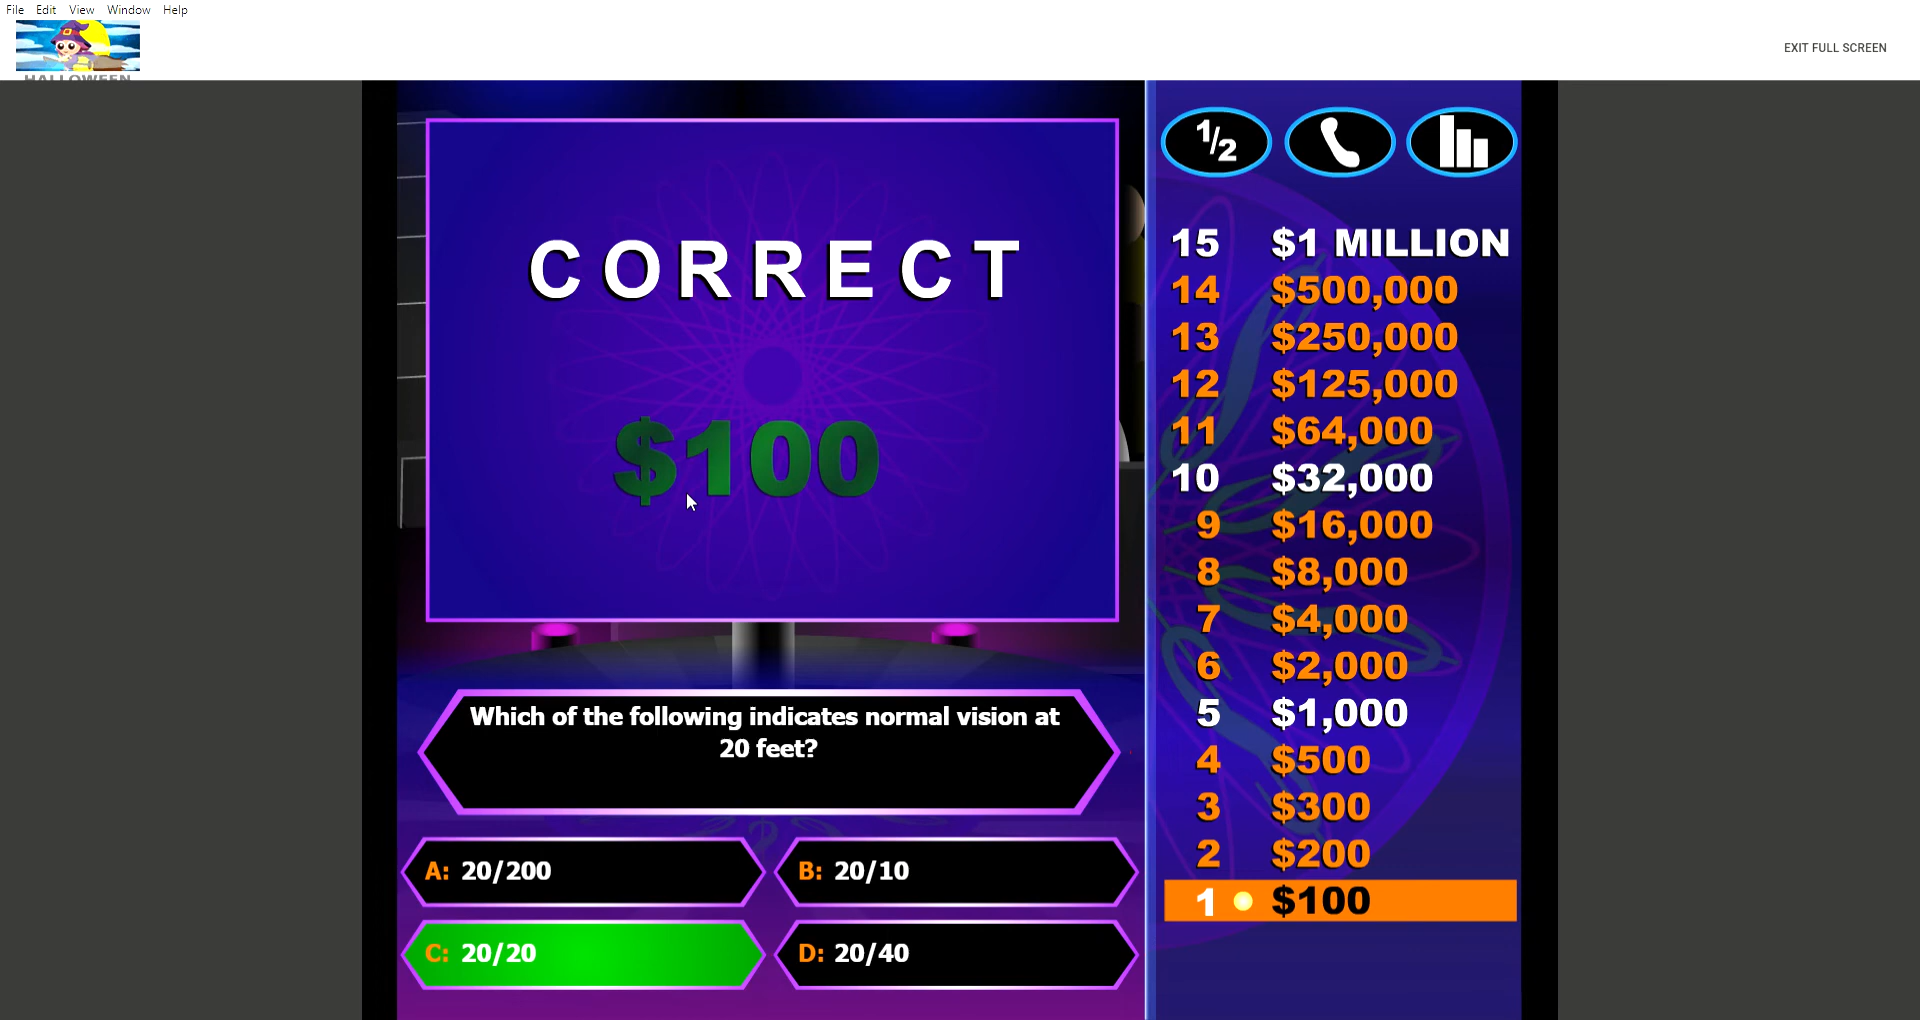 File Edit View Window Help
HALLOWEEN
EXIT FULL SCREEN
1/2
CORRECT
$100
15 $1 MILLION
14 $500,000
13 $250,000
12 $125,000
11 $64,000
10 $32,000
9 $16,000
8 $8,000
7 $4,000
6 $2,000
5 $1,000
4 $500
3 $300
2 $200
1 $100
Which of the following indicates normal vision at
20 feet?
A: 20/200
B: 20/10
C: 20/20
D: 20/40